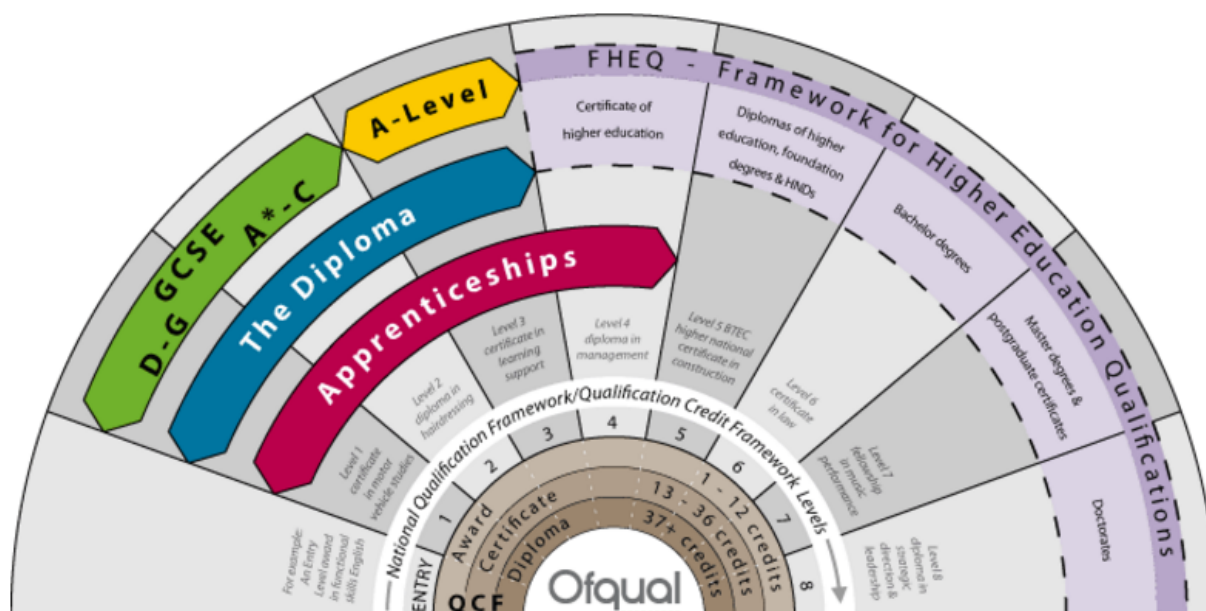 FHEQ - Framework for Higher Education Qualifications
A-Level
GCSE
D-G A*-C
The Diploma
Apprenticeships
Certificate of
higher education
Diplomas of higher
education, foundation
degrees & HNDs
Bachelor degrees
Master degrees &
postgraduate certificates
Doctorates
For example:
An Entry
Level award
in functional
skills English
Level 1
certificate
in motor
vehicle studies
Level 2
diploma in
hairdressing
Level 3
certificate in
learning
support
Level 4
diploma in
management
Level 5 BTEC
higher national
certificate in
construction
Level 6
certificate
in law
Level 7
fellowship
in music
performance
Level 8
diploma in
strategic
direction &
leadership
National Qualification Framework/Qualification Credit Framework Levels
ENTRY
1
2
3
4
5
6
7
8
Award
1 - 12 credits
Certificate
13 - 36 credits
Diploma
37+ credits
QCF
Ofqual